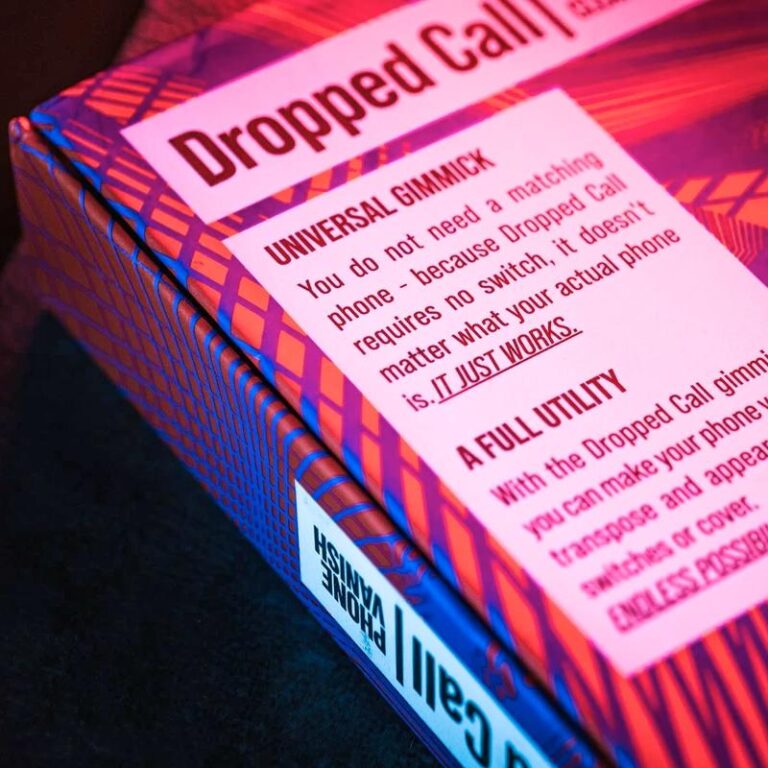 Dropped Call|
UNIVERSAL GIMMICK
You do not need a matching
phone - because Dropped Call
requires no switch, it doesn't
matter what your actual phone
is. IT JUST WORKS.
A FULL UTILITY
With the Dropped Call
you can make your phone
transpose and appear
switches or cover.
ENDLESS
PHONE
VANISH
| Call